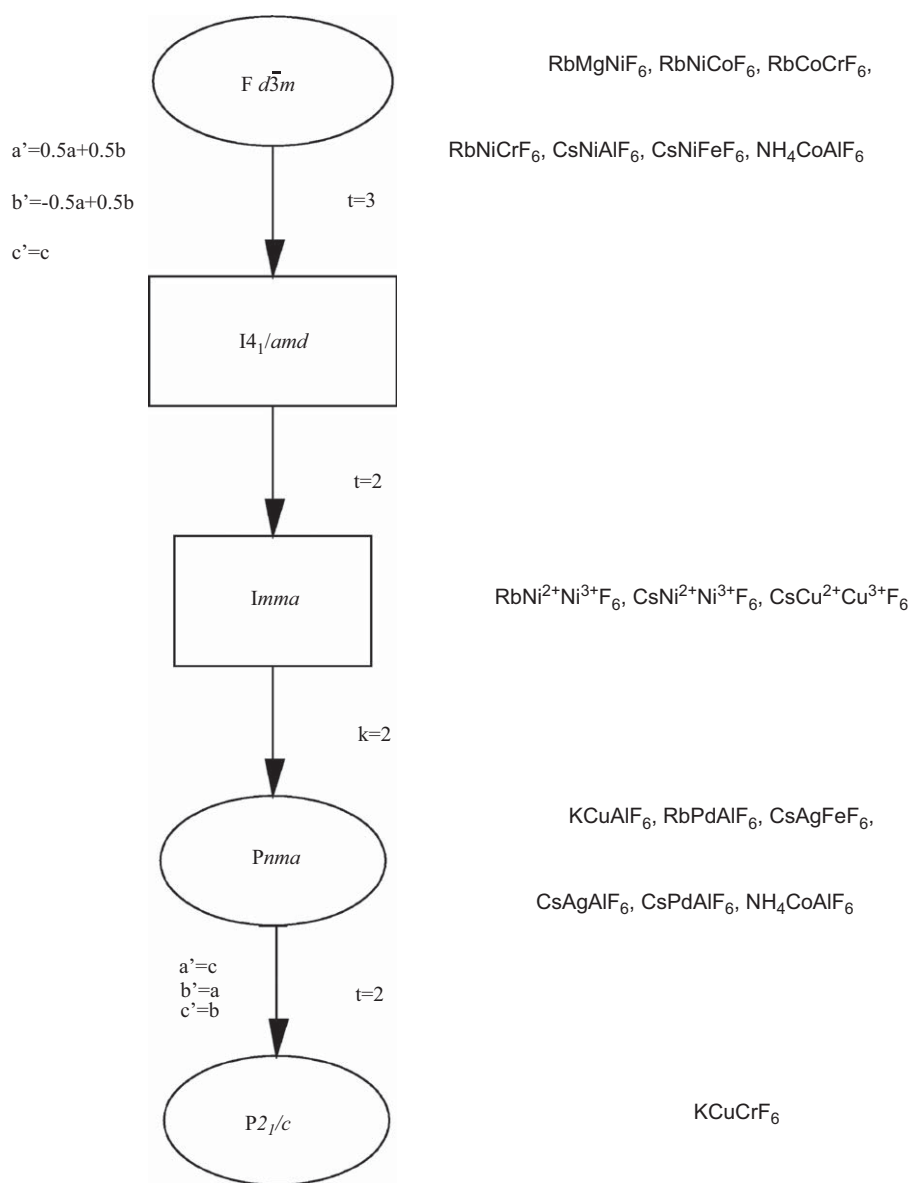 F d3̅m
RbMgNiF₆, RbNiCoF₆, RbCoCrF₆,
a'=0.5a+0.5b
RbNiCrF₆, CsNiAlF₆, CsNiFeF₆, NH₄CoAlF₆
b'=-0.5a+0.5b
t=3
c'=c
I4₁/amd
t=2
Imma
RbNi²⁺Ni³⁺F₆, CsNi²⁺Ni³⁺F₆, CsCu²⁺Cu³⁺F₆
k=2
KCuAlF₆, RbPdAlF₆, CsAgFeF₆,
Pnma
CsAgAlF₆, CsPdAlF₆, NH₄CoAlF₆
a'=c
b'=a
t=2
c'=b
P2₁/c
KCuCrF₆